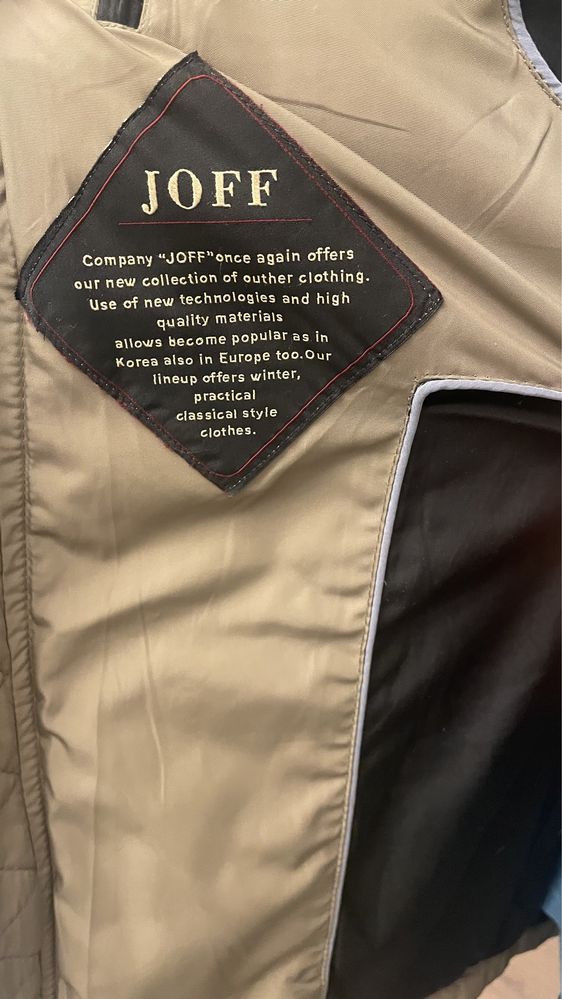 JOFF
Company “JOFF”once again offers
our new collection of outher clothing.
Use of new technologies and high
quality materials
allows become popular as in
Korea also in Europe too.Our
lineup offers winter,
practical
classical style
clothes.